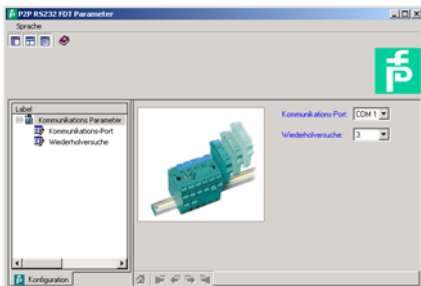 P2P RS232 FDT Parameter
Sprache
Label
Kommunikations Parameter
Kommunikations-Port
Wiederholversuche
Kommunikations-Port: COM 1
Wiederholversuche: 3
Konfiguration